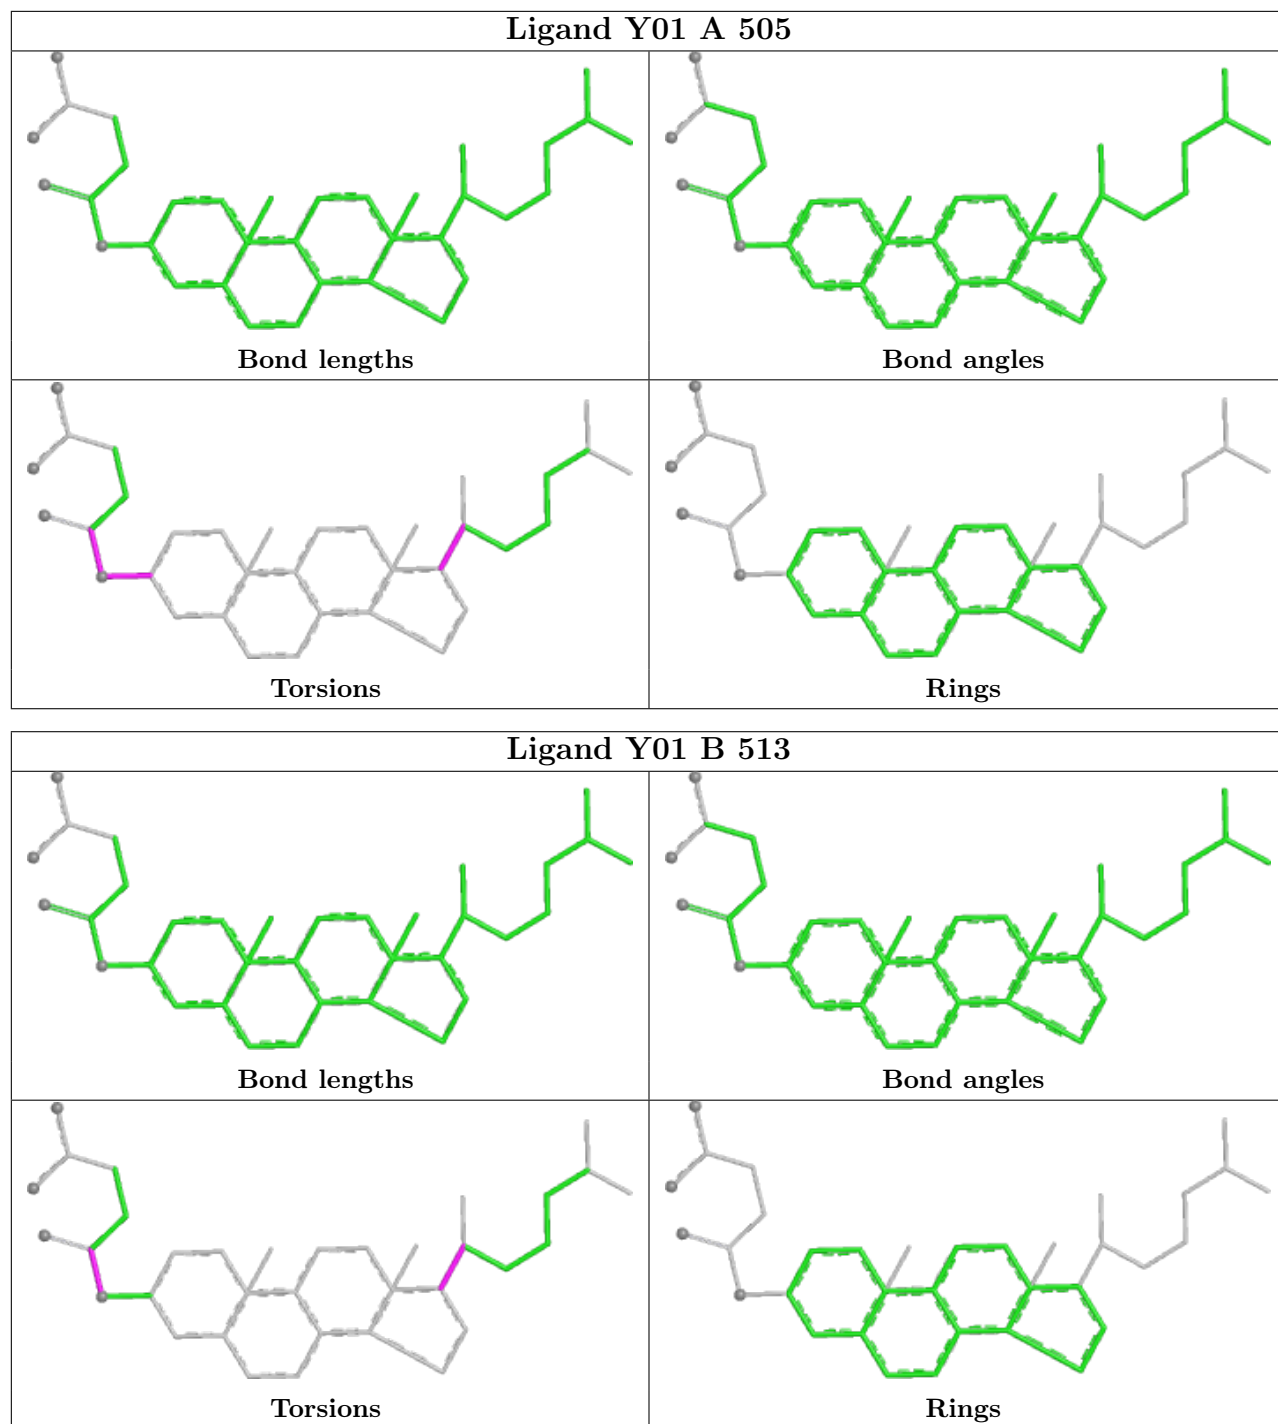 Ligand Y01 A 505
Bond lengths
Bond angles
Torsions
Rings
Ligand Y01 B 513
Bond lengths
Bond angles
Torsions
Rings